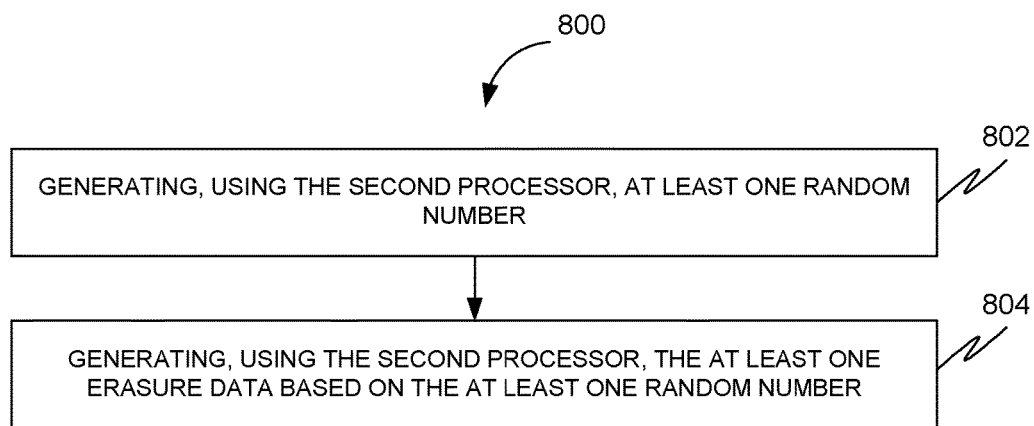 800
802
GENERATING, USING THE SECOND PROCESSOR, AT LEAST ONE RANDOM
NUMBER
804
GENERATING, USING THE SECOND PROCESSOR, THE AT LEAST ONE
ERASURE DATA BASED ON THE AT LEAST ONE RANDOM NUMBER